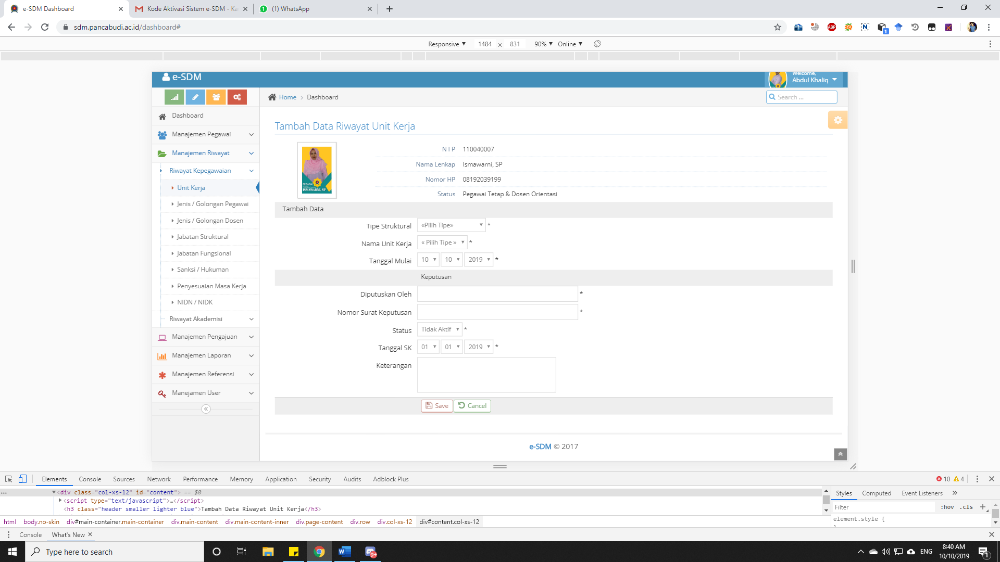 e-SDM Dashboard
Kode Aktivasi Sistem e-SDM - Ka
(1) WhatsApp
sdm.pancabudi.ac.id/dashboard#
Responsive ▼ 1484 × 831 90% ▼ Online ▼
e-SDM
Welcome,
Abdul Khaliq
Home > Dashboard
Search ...
Dashboard
Manajemen Pegawai
Manajemen Riwayat
Riwayat Kepegawaian
Unit Kerja
Jenis / Golongan Pegawai
Jenis / Golongan Dosen
Jabatan Struktural
Jabatan Fungsional
Sanksi / Hukuman
Penyesuaian Masa Kerja
NIDN / NIDK
Riwayat Akademisi
Manajemen Pengajuan
Manajemen Laporan
Manajemen Referensi
Manejamen User
Tambah Data Riwayat Unit Kerja
PEGAWAI
ISMAWARNI, SP
N I P 110040007
Nama Lenkap Ismawarni, SP
Nomor HP 08192039199
Status Pegawai Tetap & Dosen Orientasi
Tambah Data
Tipe Struktural «Pilih Tipe» *
Nama Unit Kerja « Pilih Tipe » *
Tanggal Mulai 10 10 2019 *
Keputusan
Diputuskan Oleh *
Nomor Surat Keputusan *
Status Tidak Aktif *
Tanggal SK 01 01 2019 *
Keterangan
Save Cancel
e-SDM © 2017
Elements Console Sources Network Performance Memory Application Security Audits Adblock Plus 10 4
... ▼<div class="col-xs-12" id="content"> == $0
▶<script type="text/javascript">…</script>
<h3 class="header smaller lighter blue">Tambah Data Riwayat Unit Kerja</h3>
html body.no-skin div#main-container.main-container div.main-content div.main-content-inner div.page-content div.row div.col-xs-12 div#content.col-xs-12
Styles Computed Event Listeners »
Filter :hov .cls +
element.style {
Console What's New ×
Type here to search
9+
ENG
8:40 AM
10/10/2019
1
ABP
1